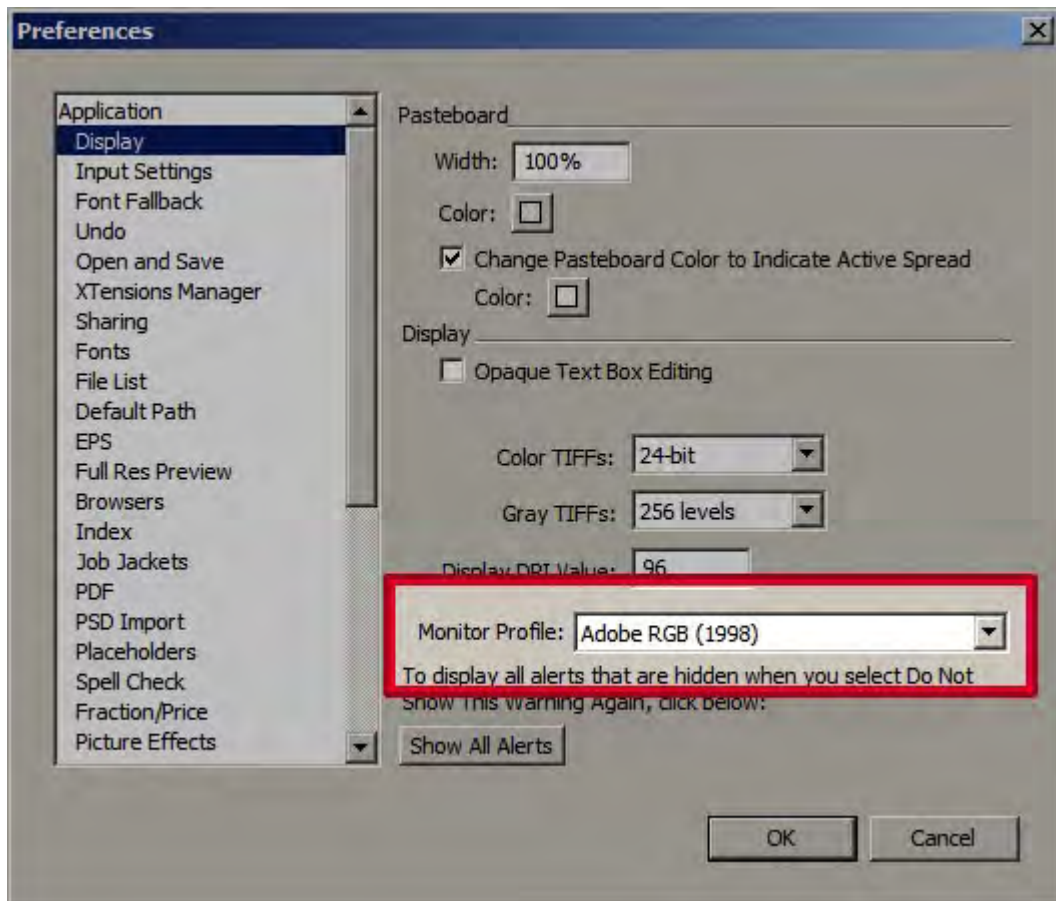 Preferences
Application
Display
Input Settings
Font Fallback
Undo
Open and Save
XTensions Manager
Sharing
Fonts
File List
Default Path
EPS
Full Res Preview
Browsers
Index
Job Jackets
PDF
PSD Import
Placeholders
Spell Check
Fraction/Price
Picture Effects
Pasteboard
Width: 100%
Color:
Change Pasteboard Color to Indicate Active Spread
Color:
Display
Opaque Text Box Editing
Color TIFFs: 24-bit
Gray TIFFs: 256 levels
Display DPI Value: 96
Monitor Profile: Adobe RGB (1998)
To display all alerts that are hidden when you select Do Not
Show This Warning Again, click below:
Show All Alerts
OK Cancel